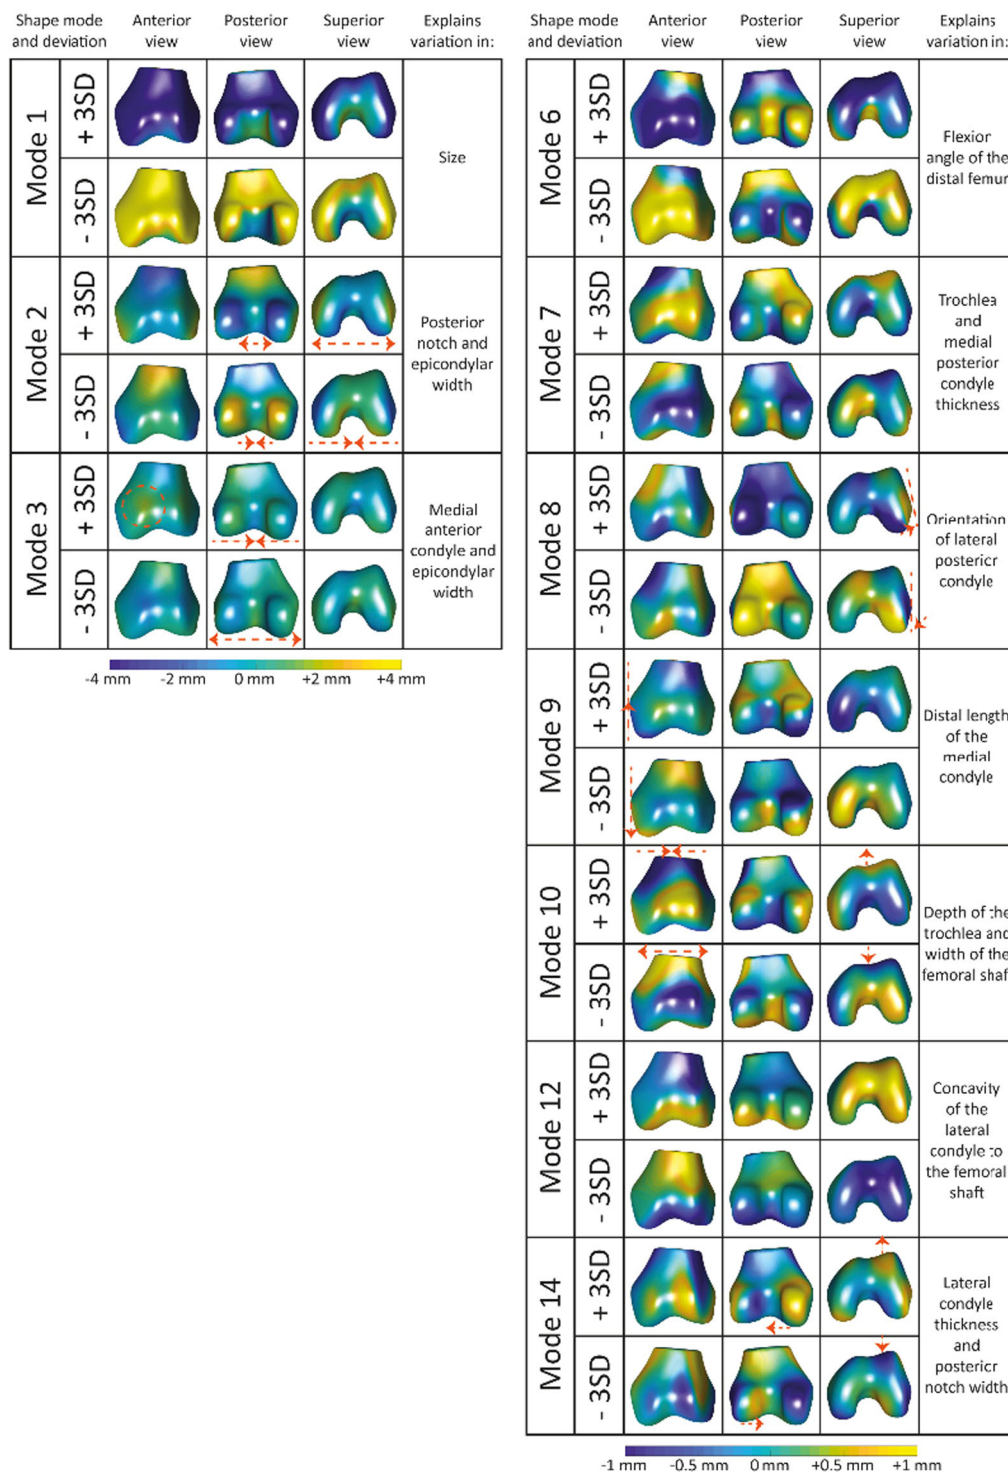 Shape mode
and deviation
Anterior
view
Posterior
view
Superior
view
Explains
variation in:
Mode 1
+ 3SD
- 3SD
Size
Mode 2
+ 3SD
- 3SD
Posterior
notch and
epicondylar
width
Mode 3
+ 3SD
- 3SD
Medial
anterior
condyle and
epicondylar
width
-4 mm -2 mm 0 mm +2 mm +4 mm
Shape mode
and deviation
Anterior
view
Posterior
view
Superior
view
Explains
variation in:
Mode 6
+ 3SD
- 3SD
Flexion
angle of the
distal femur
Mode 7
+ 3SD
- 3SD
Trochlea
and
medial
posterior
condyle
thickness
Mode 8
+ 3SD
- 3SD
Orientation
of lateral
posterior
condyle
Mode 9
+ 3SD
- 3SD
Distal length
of the
medial
condyle
Mode 10
+ 3SD
- 3SD
Depth of the
trochlea and
width of the
femoral shaft
Mode 12
+ 3SD
- 3SD
Concavity
of the
lateral
condyle to
the femoral
shaft
Mode 14
+ 3SD
- 3SD
Lateral
condyle
thickness
and
posterior
notch width
-1 mm -0.5 mm 0 mm +0.5 mm +1 mm